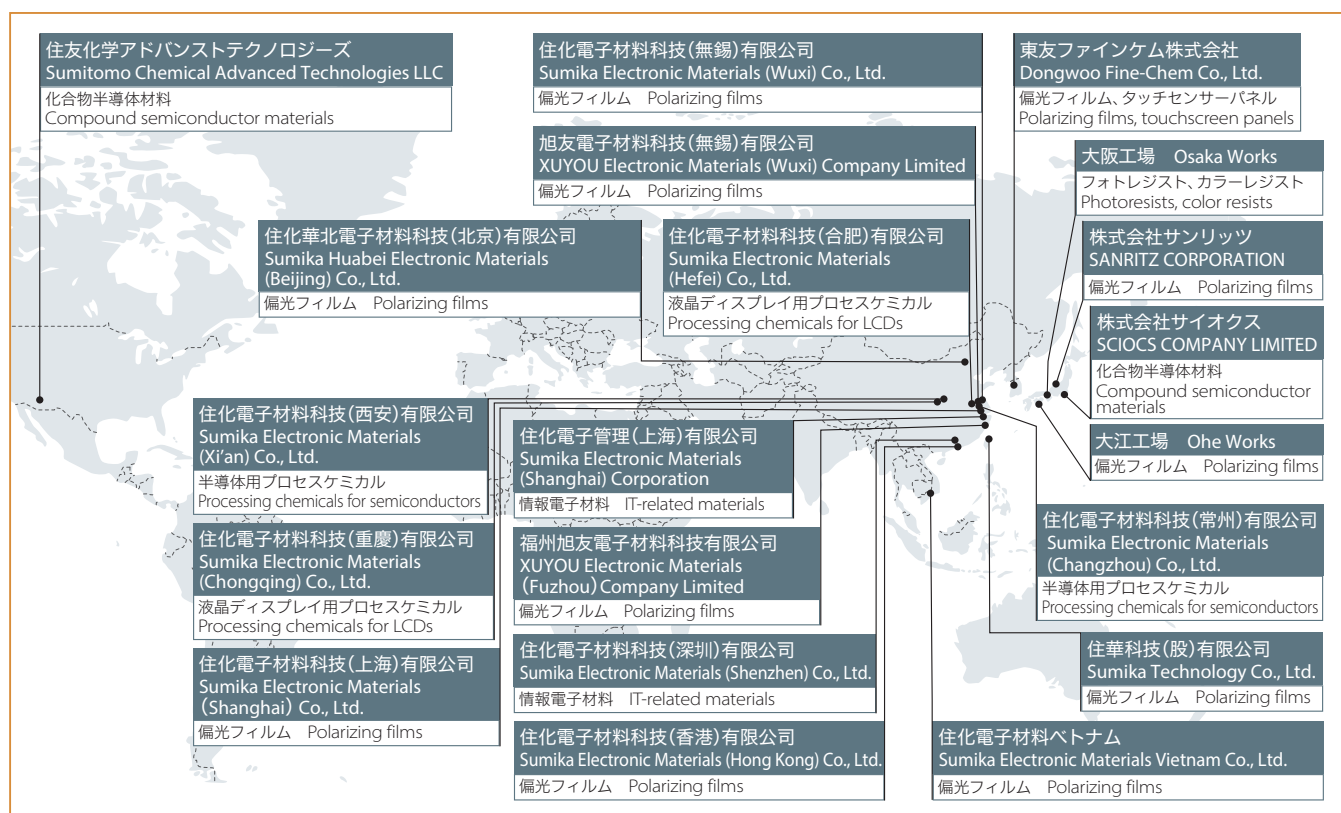 住友化学アドバンストテクノロジーズ
Sumitomo Chemical Advanced Technologies LLC
化合物半導体材料
Compound semiconductor materials
住化電子材料科技（無錫）有限公司
Sumika Electronic Materials (Wuxi) Co., Ltd.
偏光フィルム Polarizing films
旭友電子材料科技（無錫）有限公司
XUYOU Electronic Materials (Wuxi) Company Limited
偏光フィルム Polarizing films
東友ファインケム株式会社
Dongwoo Fine-Chem Co., Ltd.
偏光フィルム、タッチセンサーパネル
Polarizing films, touchscreen panels
大阪工場 Osaka Works
フォトレジスト、カラーレジスト
Photoresists, color resists
住化華北電子材料科技（北京）有限公司
Sumika Huabei Electronic Materials
(Beijing) Co., Ltd.
偏光フィルム Polarizing films
住化電子材料科技（合肥）有限公司
Sumika Electronic Materials
(Hefei) Co., Ltd.
液晶ディスプレイ用プロセスケミカル
Processing chemicals for LCDs
株式会社サンリッツ
SANRITZ CORPORATION
偏光フィルム Polarizing films
株式会社サイオクス
SCIOCS COMPANY LIMITED
化合物半導体材料
Compound semiconductor
materials
大江工場 Ohe Works
偏光フィルム Polarizing films
住化電子材料科技（西安）有限公司
Sumika Electronic Materials
(Xi’an) Co., Ltd.
半導体用プロセスケミカル
Processing chemicals for semiconductors
住化電子管理（上海）有限公司
Sumika Electronic Materials
(Shanghai) Corporation
情報電子材料 IT-related materials
住化電子材料科技（重慶）有限公司
Sumika Electronic Materials
(Chongqing) Co., Ltd.
液晶ディスプレイ用プロセスケミカル
Processing chemicals for LCDs
福州旭友電子材料科技有限公司
XUYOU Electronic Materials
（Fuzhou）Company Limited
偏光フィルム Polarizing films
住化電子材料科技（常州）有限公司
Sumika Electronic Materials
(Changzhou) Co., Ltd.
半導体用プロセスケミカル
Processing chemicals for semiconductors
住化電子材料科技（上海）有限公司
Sumika Electronic Materials
（Shanghai）Co., Ltd.
偏光フィルム Polarizing films
住化電子材料科技（深圳）有限公司
Sumika Electronic Materials (Shenzhen) Co., Ltd.
情報電子材料 IT-related materials
住華科技（股）有限公司
Sumika Technology Co., Ltd.
偏光フィルム Polarizing films
住化電子材料科技（香港）有限公司
Sumika Electronic Materials (Hong Kong) Co., Ltd.
偏光フィルム Polarizing films
住化電子材料ベトナム
Sumika Electronic Materials Vietnam Co., Ltd.
偏光フィルム Polarizing films